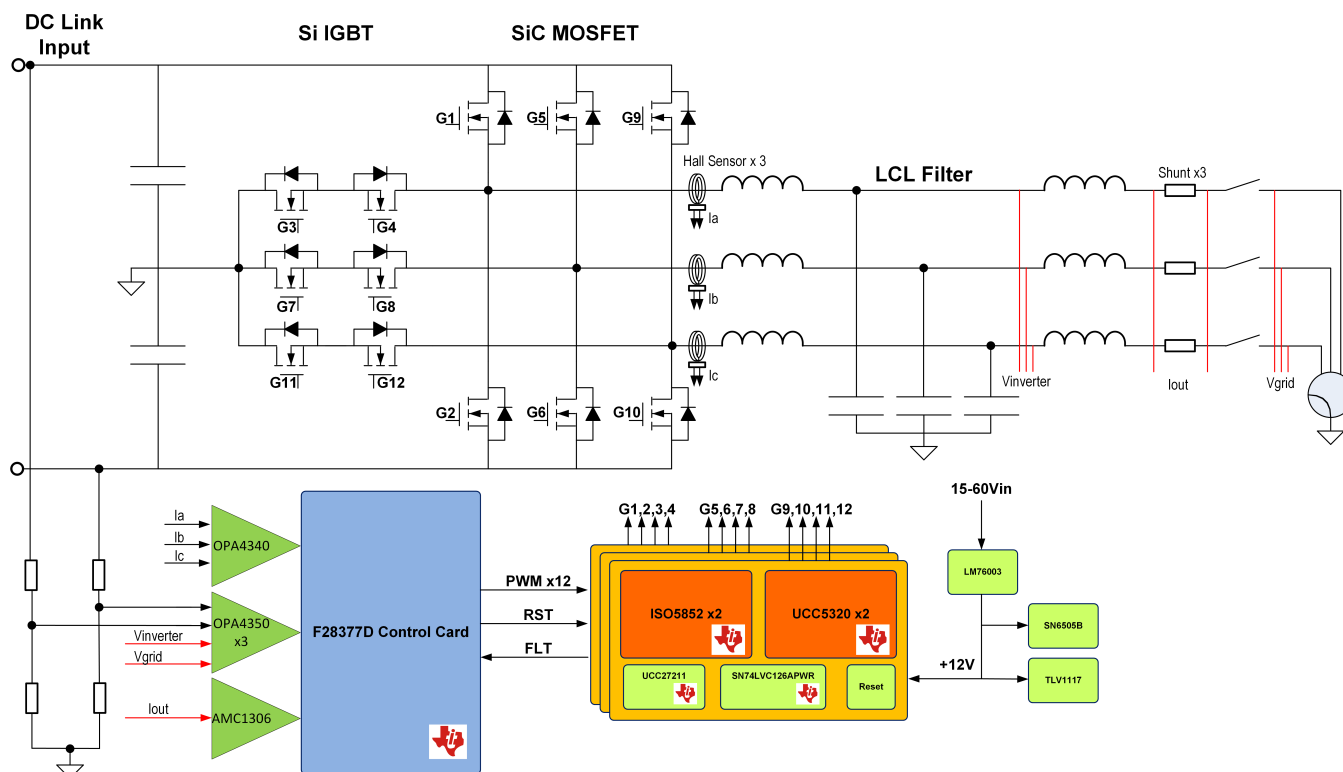 DC Link
Input
Si IGBT
SiC MOSFET
G1
G5
G9
Hall Sensor x 3
LCL Filter
Shunt x3
Ia
G3
G4
Ib
G7
G8
Ic
G11
G12
Vinverter
Iout
Vgrid
G2
G6
G10
Ia
Ib
Ic
OPA4340
OPA4350
x3
Vinverter
Vgrid
Iout
AMC1306
F28377D Control Card
PWM x12
RST
FLT
G1,2,3,4
G5,6,7,8
G9,10,11,12
ISO5852 x2
UCC5320 x2
UCC27211
SN74LVC126APWR
Reset
15-60Vin
LM76003
SN6505B
+12V
TLV1117